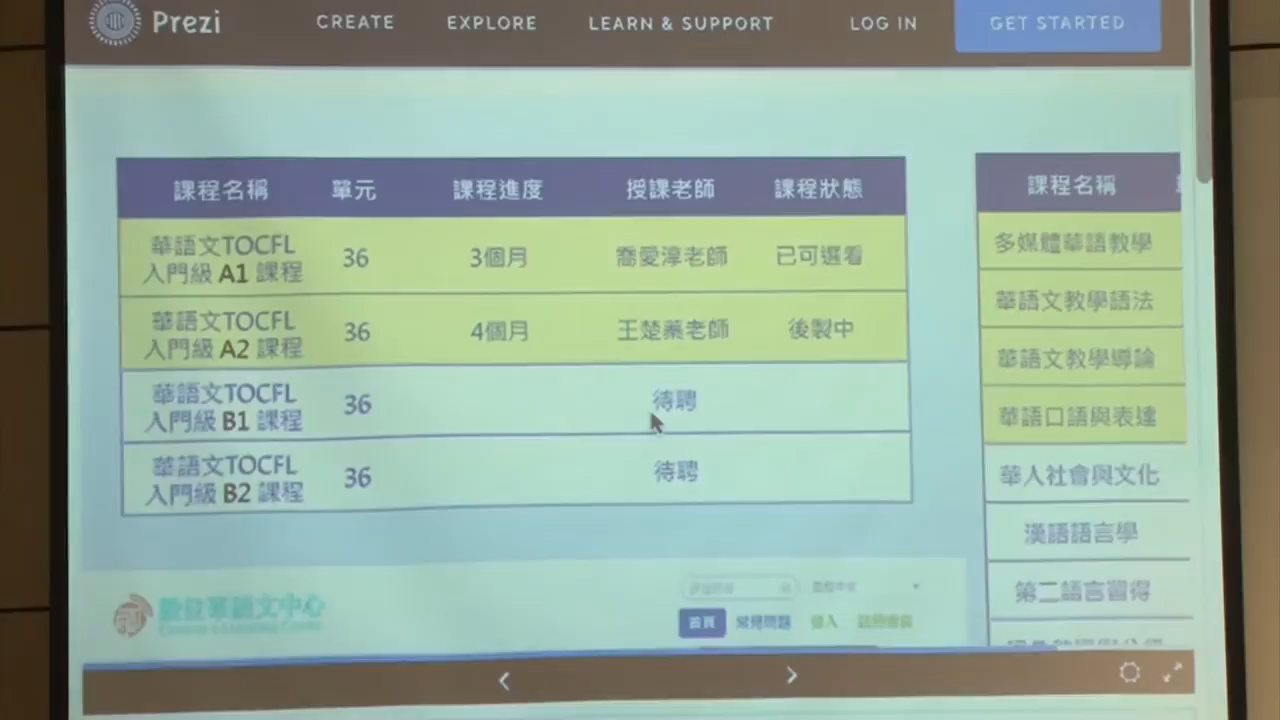 Prezi CREATE EXPLORE LEARN & SUPPORT LOG IN GET STARTED
課程名稱 單元 課程進度 授課老師 課程狀態
華語文TOCFL
入門級 A1 課程 36 3個月 喬愛淳老師 已可選看
華語文TOCFL
入門級 A2 課程 36 4個月 王楚蓁老師 後製中
華語文TOCFL
入門級 B1 課程 36 待聘
華語文TOCFL
入門級 B2 課程 36 待聘
課程名稱
多媒體華語教學
華語文教學語法
華語文教學導論
華語口語與表達
華人社會與文化
漢語語言學
第二語言習得
數位華語文中心
首頁 常見問題 登入 註冊會員